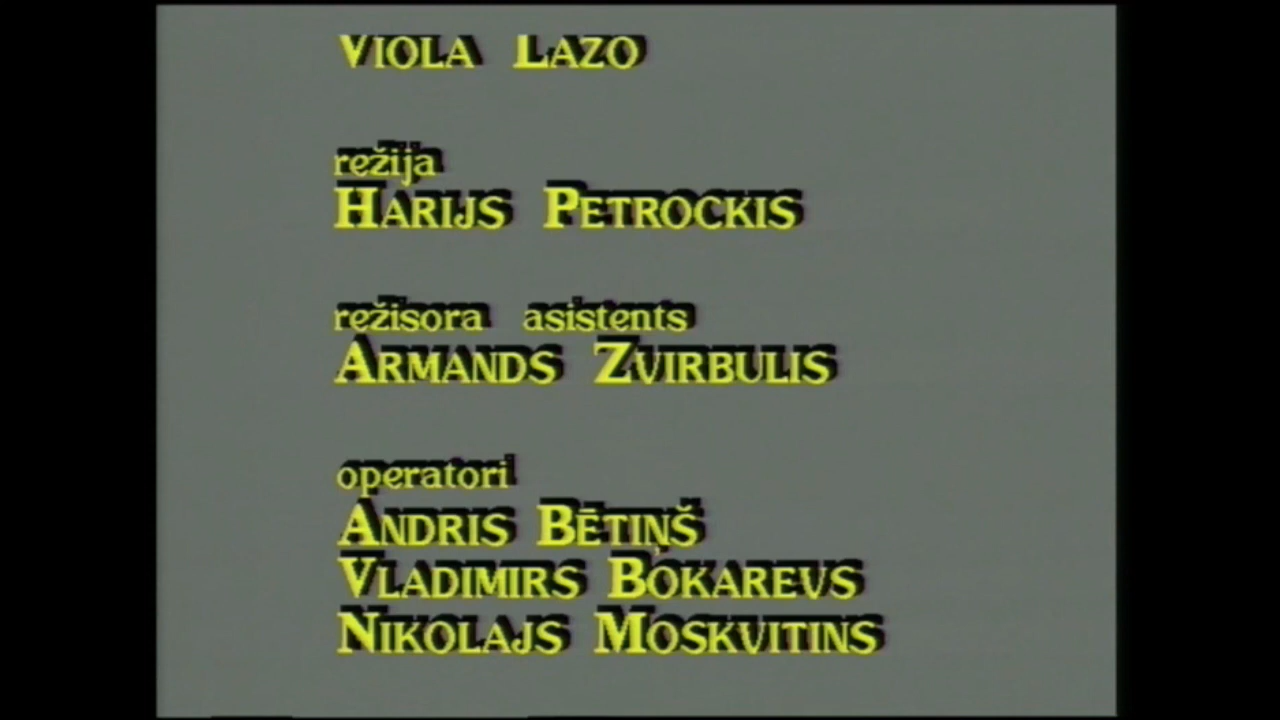 VIOLA LAZO
režija
HARIJS PETROCKIS
režisora asistents
ARMANDS ZVIRBULIS
operatori
ANDRIS BĒTIŅŠ
VLADIMIRS BOKAREVS
NIKOLAJS MOSKVITINS